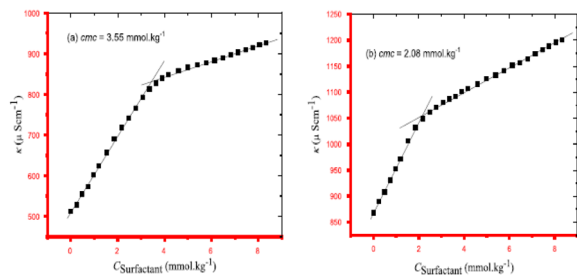 (a) cmc = 3.55 mmol.kg⁻¹
1000
900
800
700
600
500
κ (μ Scm⁻¹)
0 2 4 6 8
C_Surfactant (mmol.kg⁻¹)
(b) cmc = 2.08 mmol.kg⁻¹
1250
1200
1150
1100
1050
1000
950
900
850
κ (μ Scm⁻¹)
0 2 4 6 8
C_Surfactant (mmol.kg⁻¹)